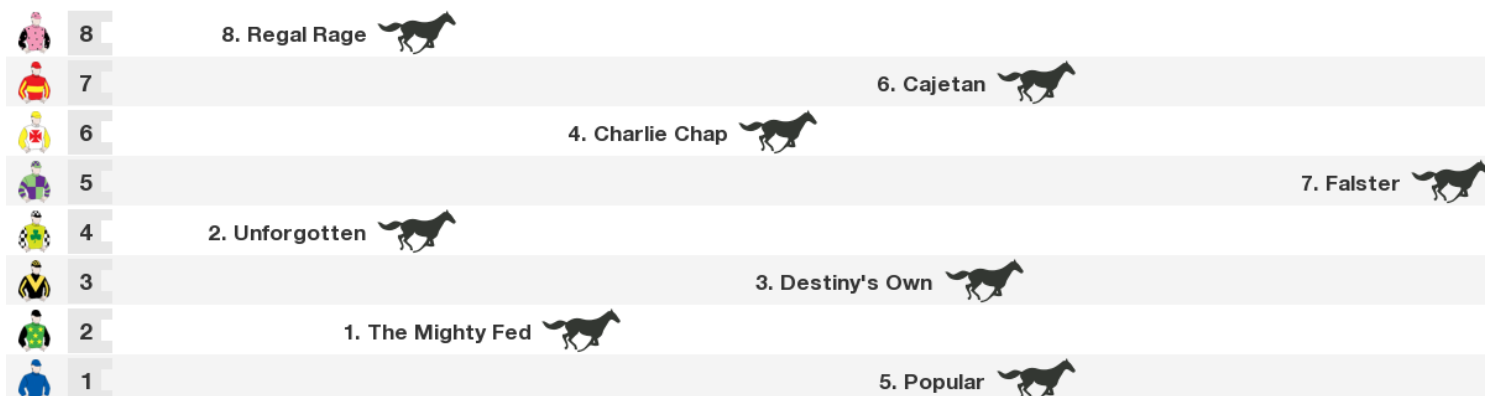 8 8. Regal Rage
7 6. Cajetan
6 4. Charlie Chap
5 7. Falster
4 2. Unforgotten
3 3. Destiny's Own
2 1. The Mighty Fed
1 5. Popular